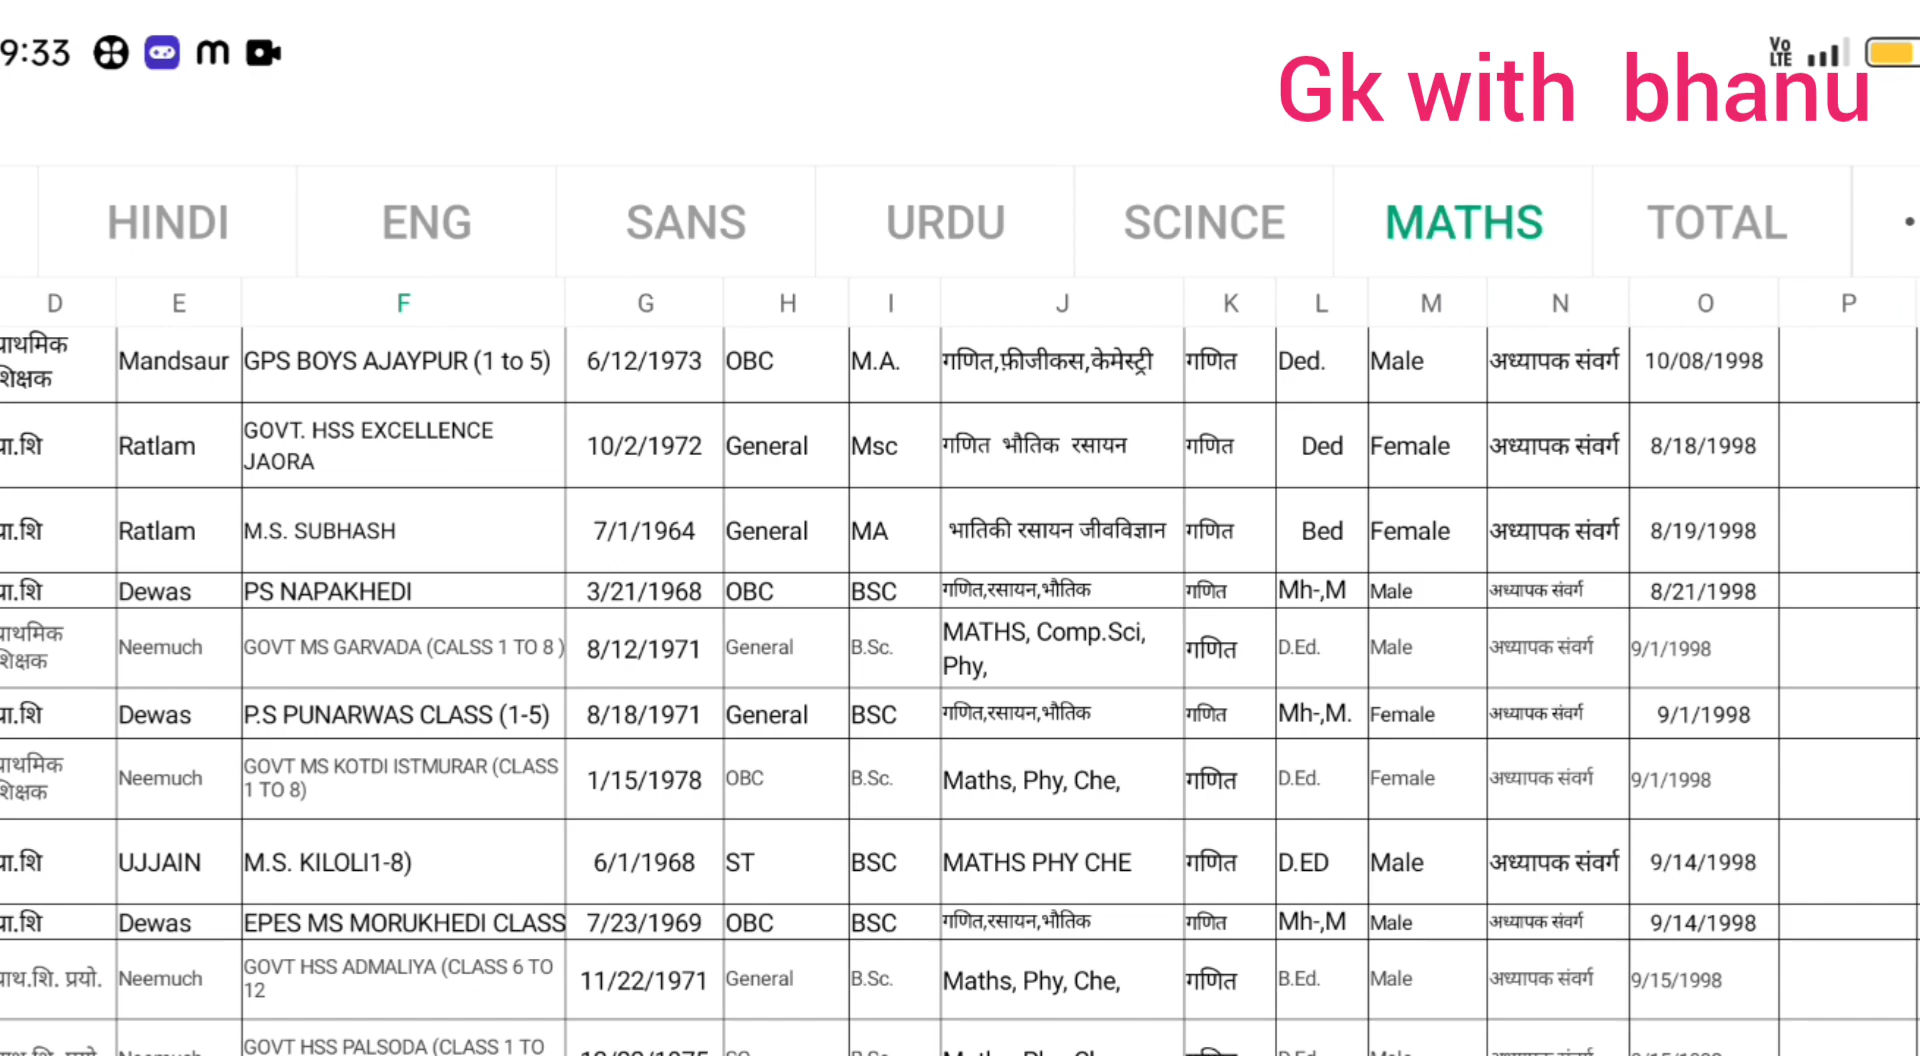 9:33
Gk with bhanu
HINDI ENG SANS URDU SCINCE MATHS TOTAL
D E F G H I J K L M N O P
Mandsaur GPS BOYS AJAYPUR (1 to 5) 6/12/1973 OBC M.A. गणित,फ़ीजीकस,केमेस्ट्री गणित Ded. Male अध्यापक संवर्ग 10/08/1998
GOVT. HSS EXCELLENCE
Ratlam 10/2/1972 General Msc गणित भौतिक रसायन गणित Ded Female अध्यापक संवर्ग 8/18/1998
JAORA
Ratlam M.S. SUBHASH 7/1/1964 General MA भातिकी रसायन जीवविज्ञान गणित Bed Female अध्यापक संवर्ग 8/19/1998
Dewas PS NAPAKHEDI 3/21/1968 OBC BSC गणित,रसायन,भौतिक गणित Mh-,M Male अध्यापक संवर्ग 8/21/1998
MATHS, Comp.Sci,
Neemuch GOVT MS GARVADA (CALSS 1 TO 8 ) 8/12/1971 General B.Sc. गणित D.Ed. Male अध्यापक संवर्ग 9/1/1998
Phy,
Dewas P.S PUNARWAS CLASS (1-5) 8/18/1971 General BSC गणित,रसायन,भौतिक गणित Mh-,M. Female अध्यापक संवर्ग 9/1/1998
GOVT MS KOTDI ISTMURAR (CLASS
Neemuch 1/15/1978 OBC B.Sc. Maths, Phy, Che, गणित D.Ed. Female अध्यापक संवर्ग 9/1/1998
1 TO 8)
UJJAIN M.S. KILOLI1-8) 6/1/1968 ST BSC MATHS PHY CHE गणित D.ED Male अध्यापक संवर्ग 9/14/1998
Dewas EPES MS MORUKHEDI CLASS 7/23/1969 OBC BSC गणित,रसायन,भौतिक गणित Mh-,M Male अध्यापक संवर्ग 9/14/1998
GOVT HSS ADMALIYA (CLASS 6 TO
प्रयो. Neemuch 11/22/1971 General B.Sc. Maths, Phy, Che, गणित B.Ed. Male अध्यापक संवर्ग 9/15/1998
12
GOVT HSS PALSODA (CLASS 1 TO